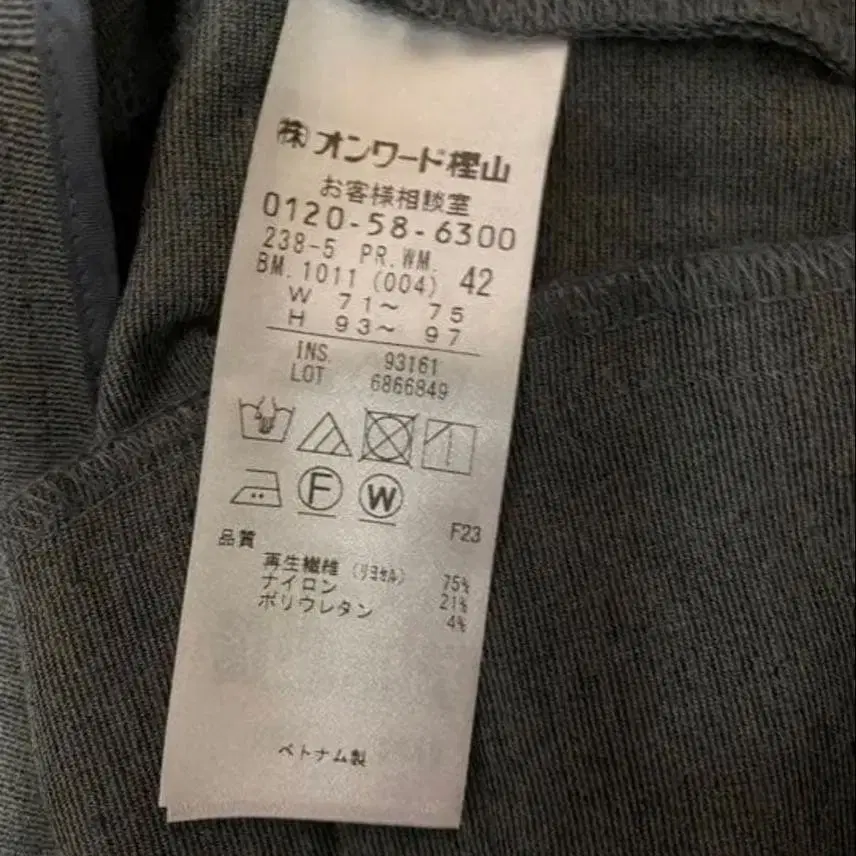 ㈱オンワード樫山
お客様相談室
0120-58-6300
238-5 PR.WM.
BM.1011 (004) 42
W 71~ 75
H 93~ 97
INS. 93161
LOT 6866849
F
W
F23
品質
再生繊維 (リヨセル) 75%
ナイロン 21%
ポリウレタン 4%
ベトナム製